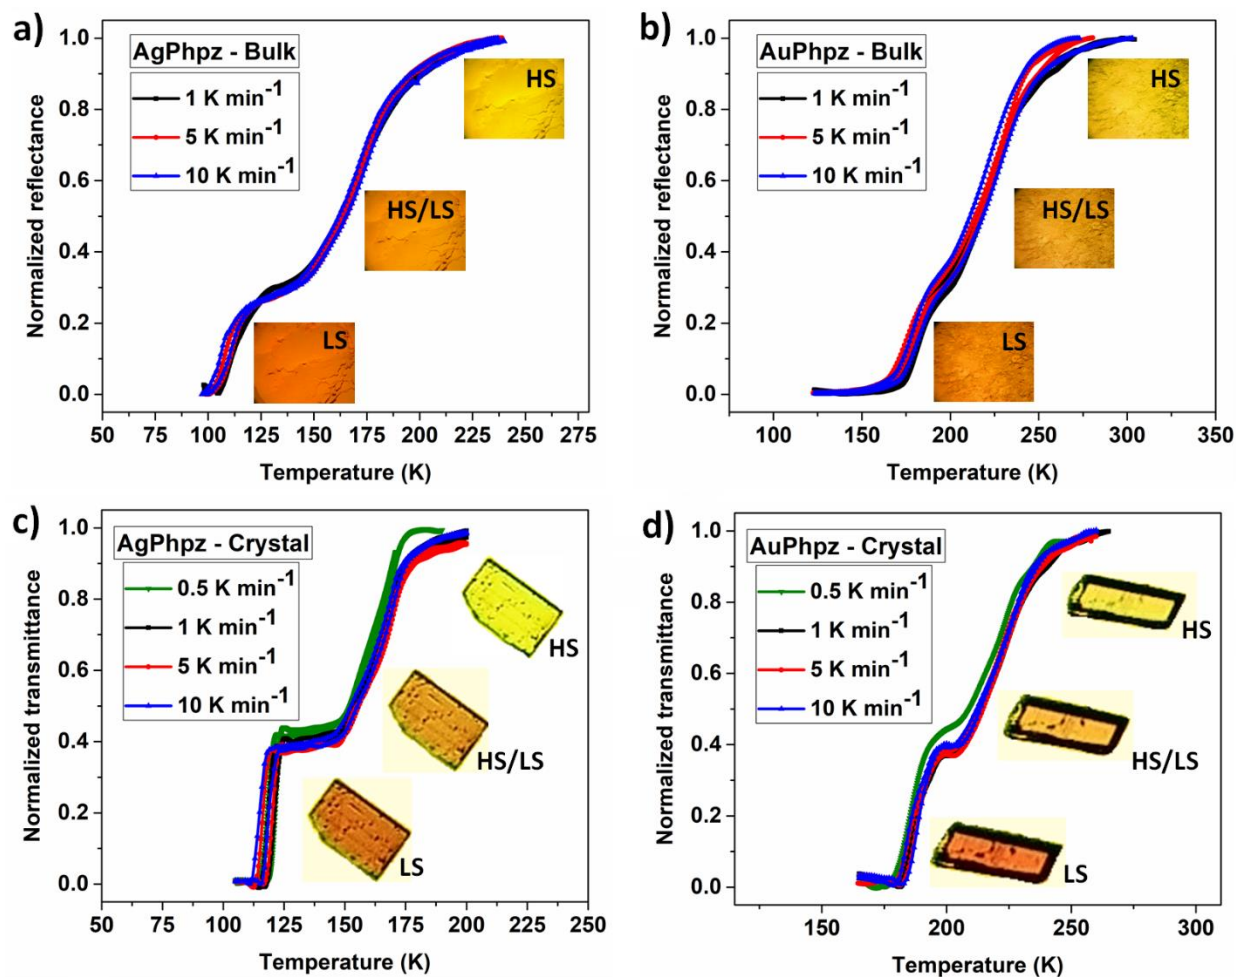 a)
AgPhpz - Bulk
1 K min⁻¹
5 K min⁻¹
10 K min⁻¹
HS
HS/LS
LS
Normalized reflectance
1.0
0.8
0.6
0.4
0.2
0.0
50 75 100 125 150 175 200 225 250 275
Temperature (K)
b)
AuPhpz - Bulk
1 K min⁻¹
5 K min⁻¹
10 K min⁻¹
HS
HS/LS
LS
Normalized reflectance
1.0
0.8
0.6
0.4
0.2
0.0
100 150 200 250 300 350
Temperature (K)
c)
AgPhpz - Crystal
0.5 K min⁻¹
1 K min⁻¹
5 K min⁻¹
10 K min⁻¹
HS
HS/LS
LS
Normalized transmittance
1.0
0.8
0.6
0.4
0.2
0.0
50 75 100 125 150 175 200 225
Temperature (K)
d)
AuPhpz - Crystal
0.5 K min⁻¹
1 K min⁻¹
5 K min⁻¹
10 K min⁻¹
HS
HS/LS
LS
Normalized transmittance
1.0
0.8
0.6
0.4
0.2
0.0
150 200 250 300
Temperature (K)